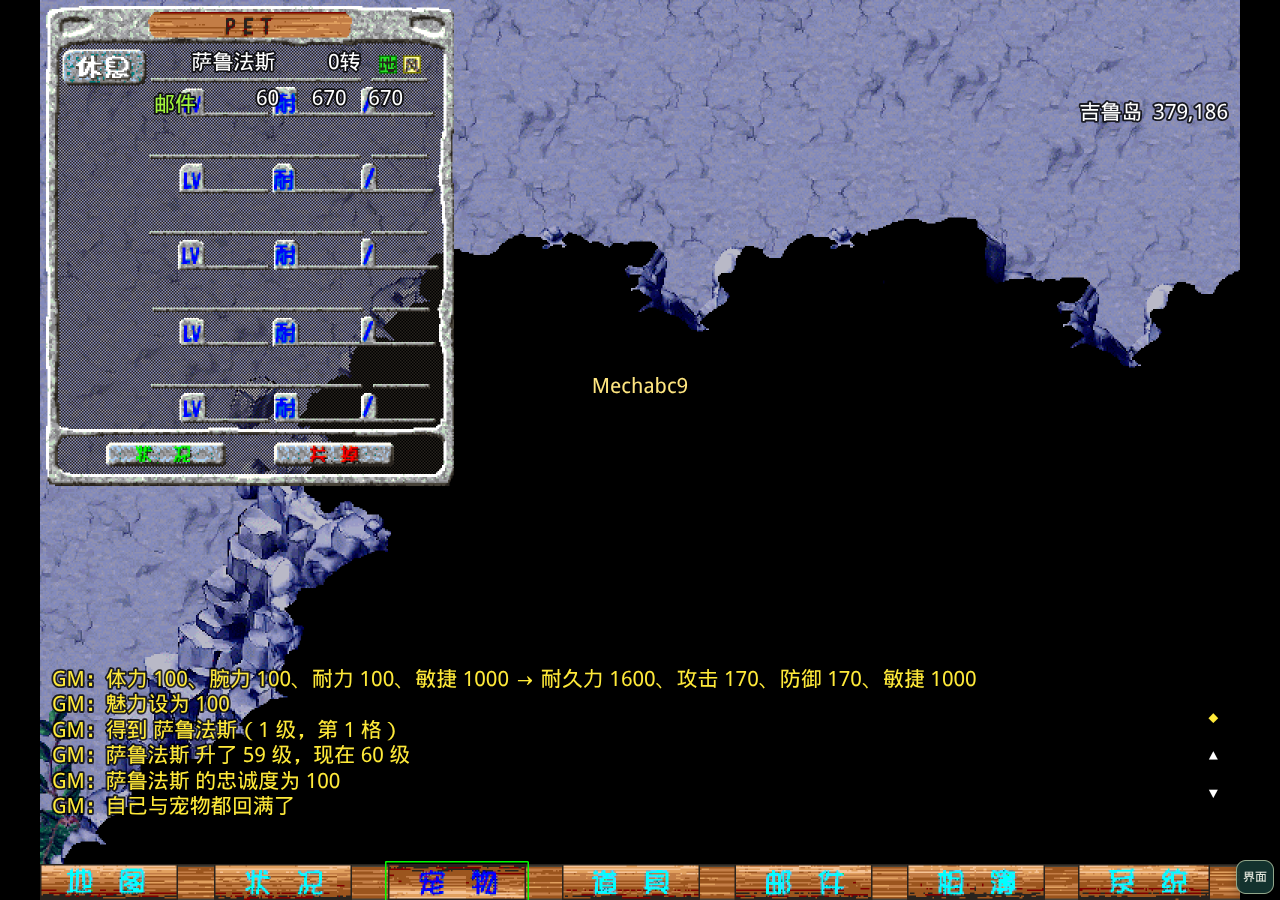 PET
休息 萨鲁法斯 0转 地 风
邮件 60 耐 670 / 670
吉鲁岛 379,186
LV 耐 /
LV 耐 /
LV 耐 /
LV 耐 /
Mechabc9
状况
GM：体力 100、腕力 100、耐力 100、敏捷 1000 → 耐久力 1600、攻击 170、防御 170、敏捷 1000
GM：魅力设为 100
GM：得到 萨鲁法斯（1 级，第 1 格）
GM：萨鲁法斯 升了 59 级，现在 60 级
GM：萨鲁法斯 的忠诚度为 100
GM：自己与宠物都回满了
地图 状况 宠物 道具 邮件 相簿 系统
界面